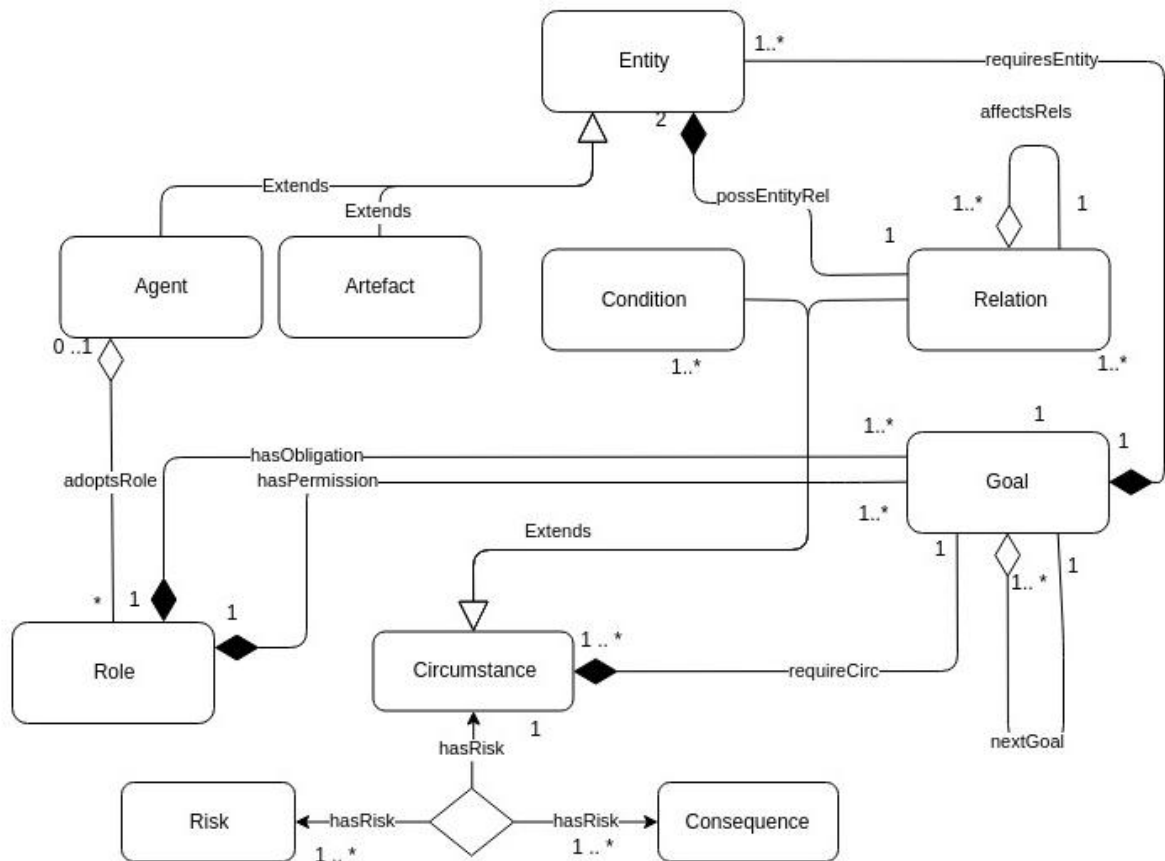 Entity
1..*
requiresEntity
2
affectsRels
Extends
possEntityRel
Extends
1..*
1
1
Agent
Artefact
Condition
Relation
0 ..1
1..*
1..*
1..*
1
1
hasObligation
adoptsRole
hasPermission
Goal
1..*
Extends
1
1.. *
1
*
1
1
1 .. *
Role
Circumstance
requireCirc
1
nextGoal
hasRisk
Risk
hasRisk
hasRisk
Consequence
1 .. *
1 .. *